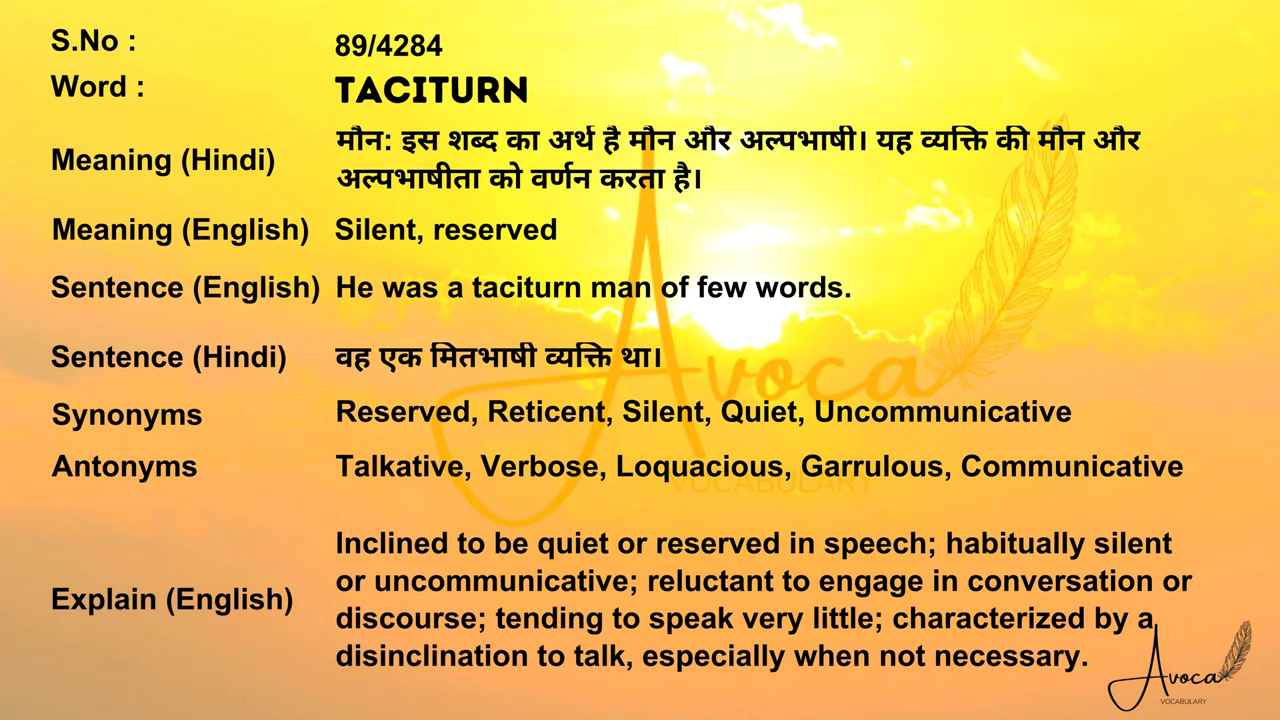 S.No : 89/4284
Word : TACITURN
Meaning (Hindi) मौन: इस शब्द का अर्थ है मौन और अल्पभाषी। यह व्यक्ति की मौन और
अल्पभाषीता को वर्णन करता है।
Meaning (English) Silent, reserved
Sentence (English) He was a taciturn man of few words.
Sentence (Hindi) वह एक मितभाषी व्यक्ति था।
Synonyms Reserved, Reticent, Silent, Quiet, Uncommunicative
Antonyms Talkative, Verbose, Loquacious, Garrulous, Communicative
Explain (English) Inclined to be quiet or reserved in speech; habitually silent
or uncommunicative; reluctant to engage in conversation or
discourse; tending to speak very little; characterized by a
disinclination to talk, especially when not necessary.
Avoca
VOCABULARY
Avoca
VOCABULARY